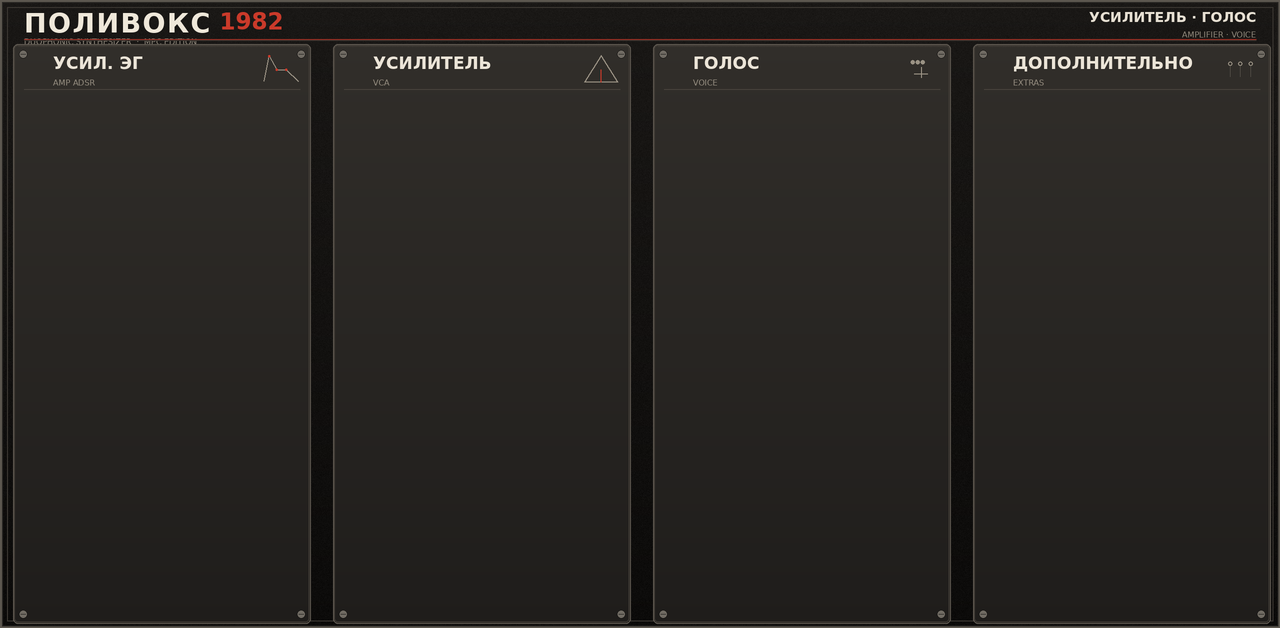 ПОЛИВОКС 1982
УСИЛИТЕЛЬ · ГОЛОС
AMPLIFIER · VOICE
УСИЛ. ЭГ
AMP ADSR
УСИЛИТЕЛЬ
VCA
ГОЛОС
VOICE
ДОПОЛНИТЕЛЬНО
EXTRAS